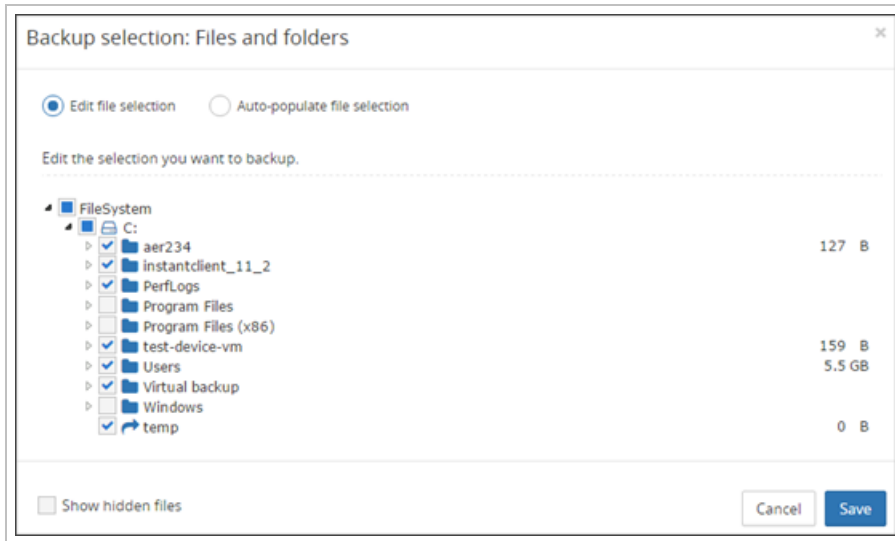 Backup selection: Files and folders
Edit file selection Auto-populate file selection
Edit the selection you want to backup.
FileSystem
C:
aer234 127 B
instantclient_11_2
PerfLogs
Program Files
Program Files (x86)
test-device-vm 159 B
Users 5.5 GB
Virtual backup
Windows
temp 0 B
Show hidden files Cancel Save